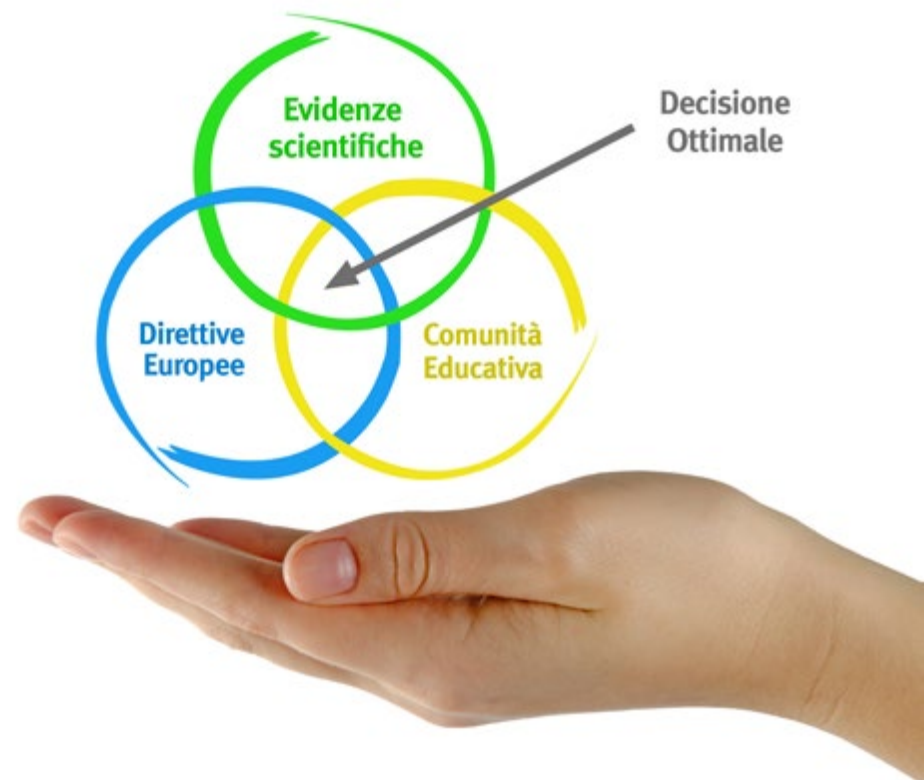 Evidenze
scientifiche
Decisione
Ottimale
Direttive
Europee
Comunità
Educativa